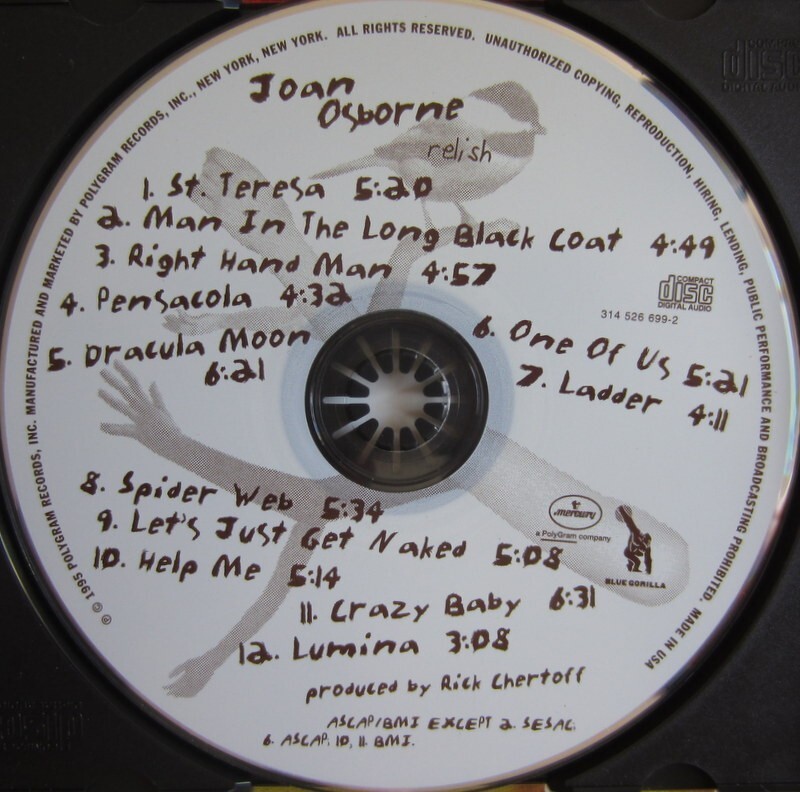 Joan
Osborne
relish
1. St. Teresa 5:20
2. Man In The Long Black Coat 4:49
3. Right Hand Man 4:57
4. Pensacola 4:32
5. Dracula Moon
6:21
6. One Of Us 5:21
7. Ladder 4:11
COMPACT
disc
DIGITAL AUDIO
314 526 699-2
8. Spider Web 5:34
9. Let's Just Get Naked 5:08
10. Help Me 5:14
11. Crazy Baby 6:31
12. Lumina 3:08
mercury
a PolyGram company
BLUE GORILLA
produced by Rick Chertoff
ASCAP/BMI EXCEPT 2. SESAC.
6. ASCAP. 10, 11. BMI.
℗ © 1995 POLYGRAM RECORDS, INC. MANUFACTURED AND MARKETED BY POLYGRAM RECORDS, INC., NEW YORK, NEW YORK. ALL RIGHTS RESERVED. UNAUTHORIZED COPYING, REPRODUCTION, HIRING, LENDING, PUBLIC PERFORMANCE AND BROADCASTING PROHIBITED. MADE IN USA
disc
DIGITAL AUDIO